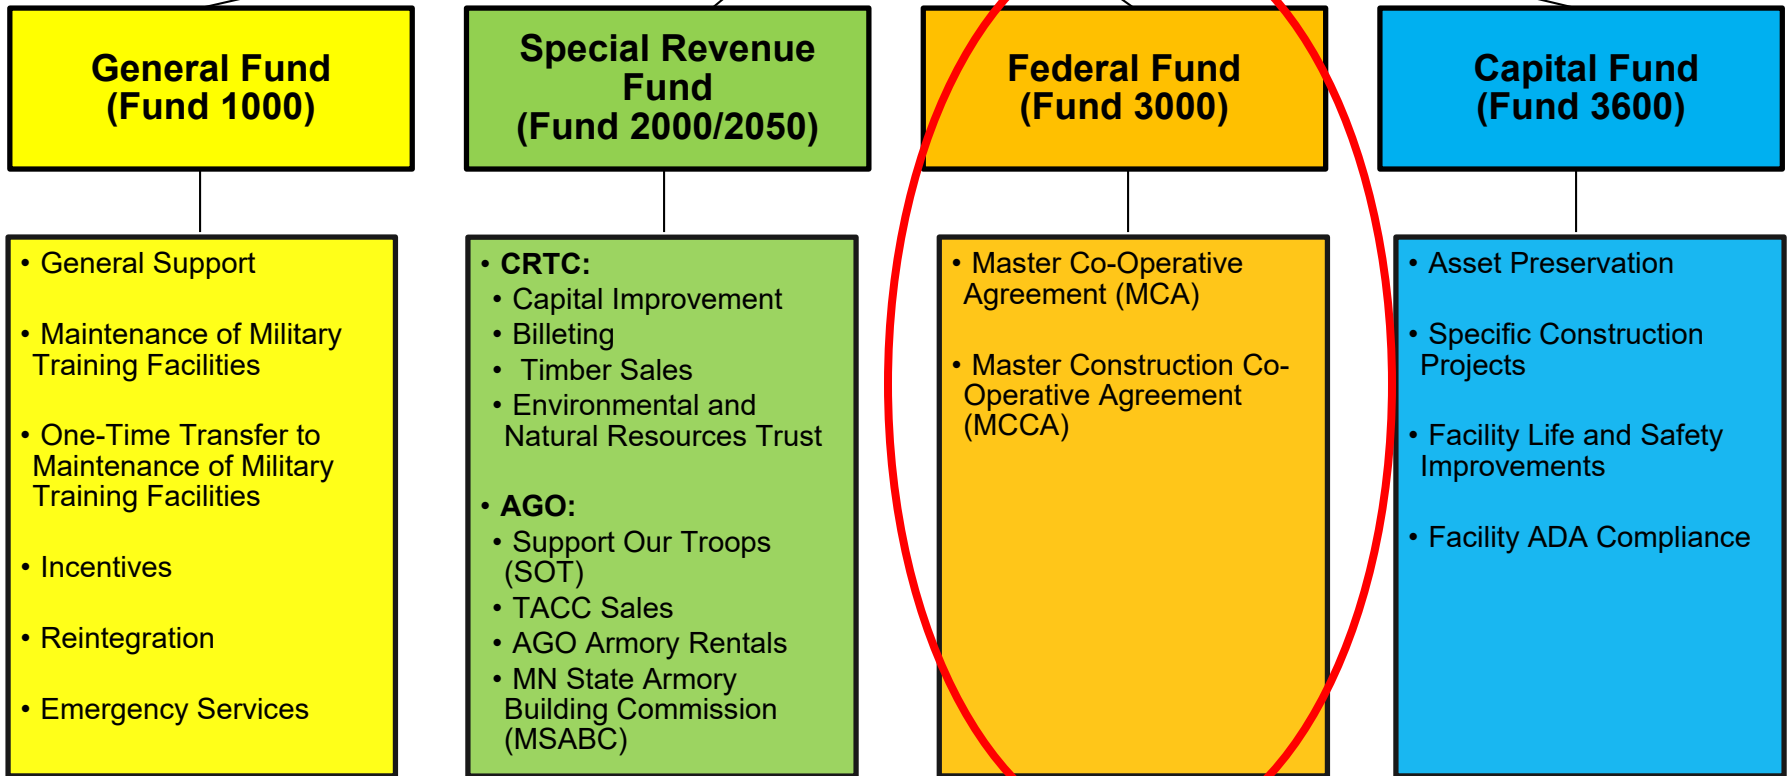 General Fund
(Fund 1000)
• General Support
• Maintenance of Military
Training Facilities
• One-Time Transfer to
Maintenance of Military
Training Facilities
• Incentives
• Reintegration
• Emergency Services
Special Revenue
Fund
(Fund 2000/2050)
• CRTC:
• Capital Improvement
• Billeting
• Timber Sales
• Environmental and
Natural Resources Trust
• AGO:
• Support Our Troops
(SOT)
• TACC Sales
• AGO Armory Rentals
• MN State Armory
Building Commission
(MSABC)
Federal Fund
(Fund 3000)
• Master Co-Operative
Agreement (MCA)
• Master Construction Co-
Operative Agreement
(MCCA)
Capital Fund
(Fund 3600)
• Asset Preservation
• Specific Construction
Projects
• Facility Life and Safety
Improvements
• Facility ADA Compliance